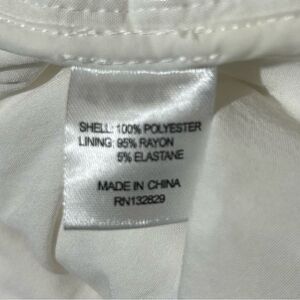 SHELL: 100% POLYESTER
LINING: 95% RAYON
5% ELASTANE
MADE IN CHINA
RN132829